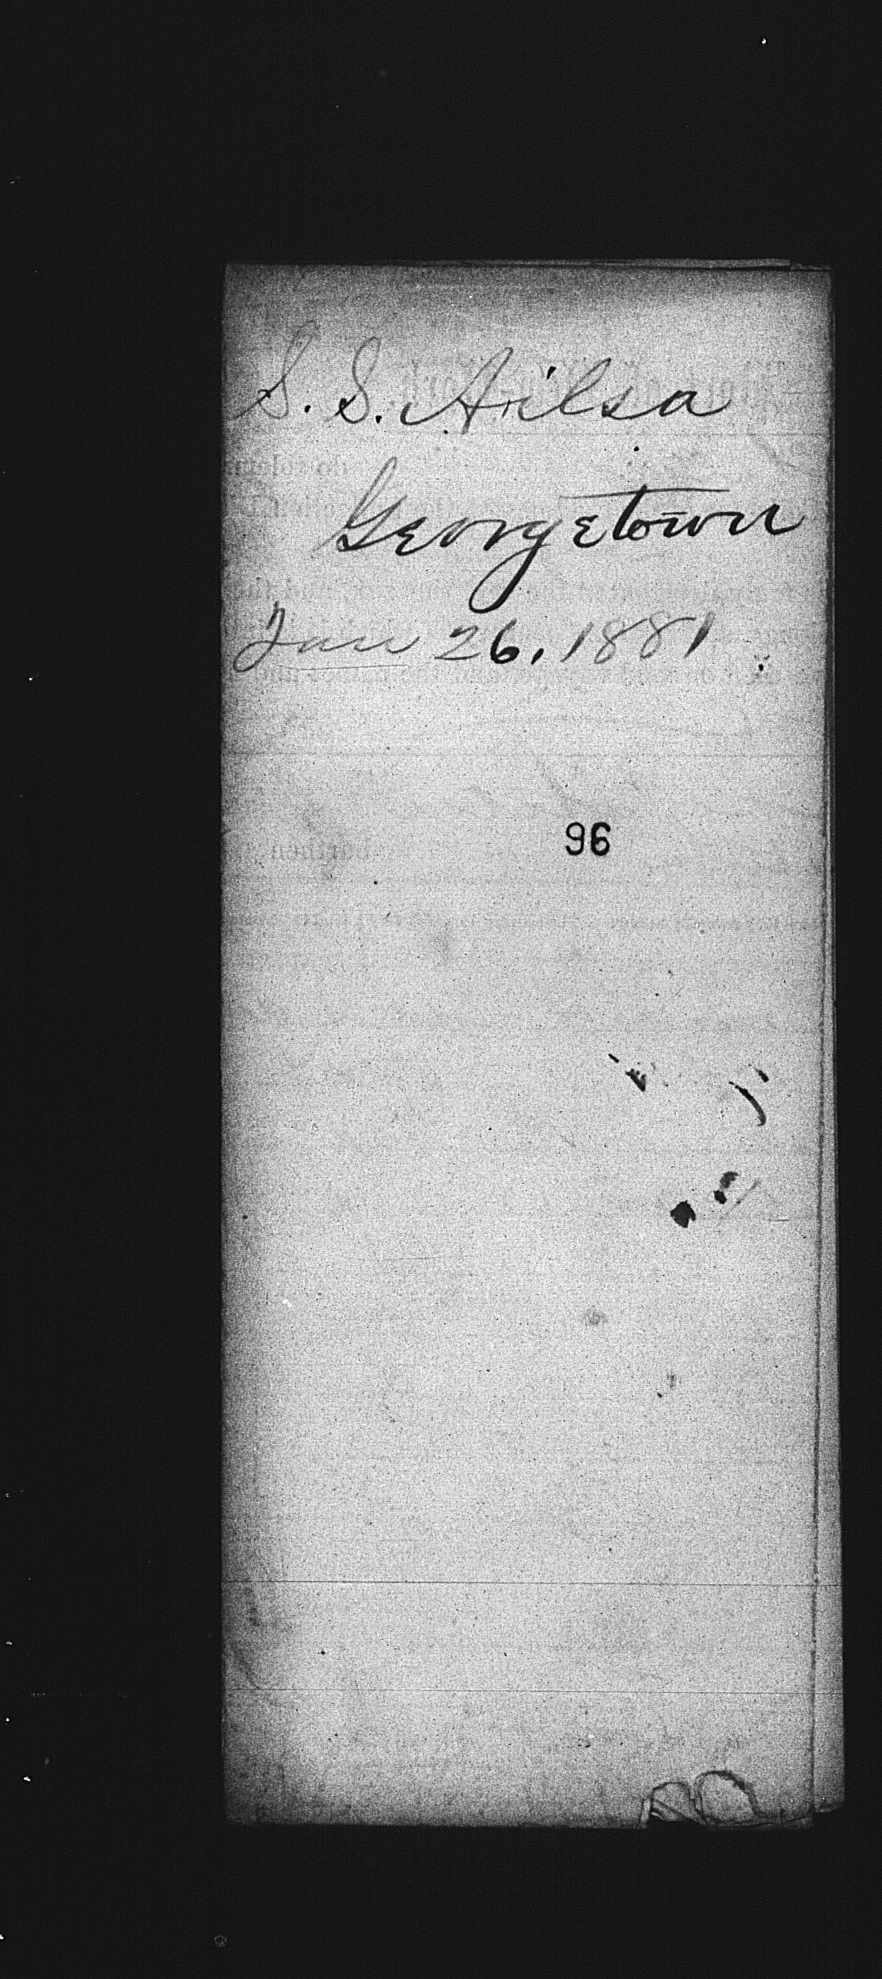 S. S. Ailsa
Georgetown
Jan 26, 1881
96